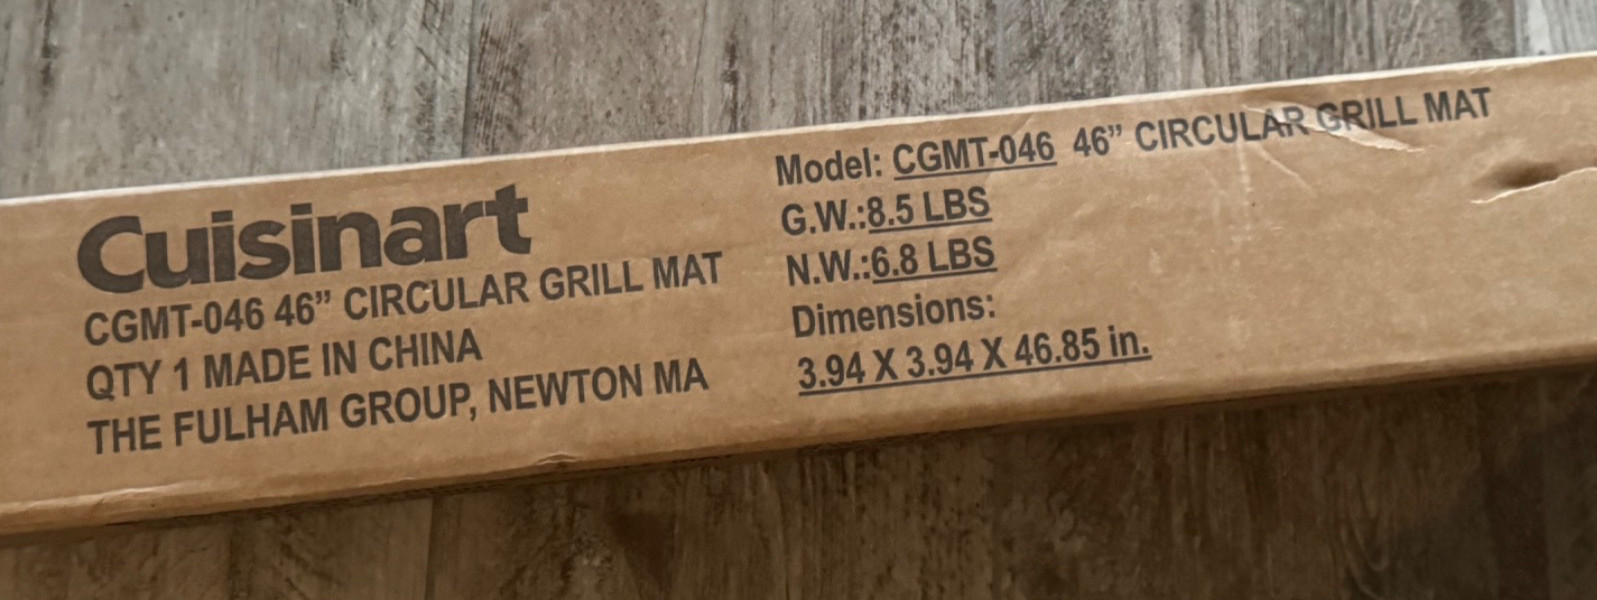 Cuisinart
CGMT-046 46” CIRCULAR GRILL MAT
QTY 1 MADE IN CHINA
THE FULHAM GROUP, NEWTON MA
Model: CGMT-046 46” CIRCULAR GRILL MAT
G.W.:8.5 LBS
N.W.:6.8 LBS
Dimensions:
3.94 X 3.94 X 46.85 in.